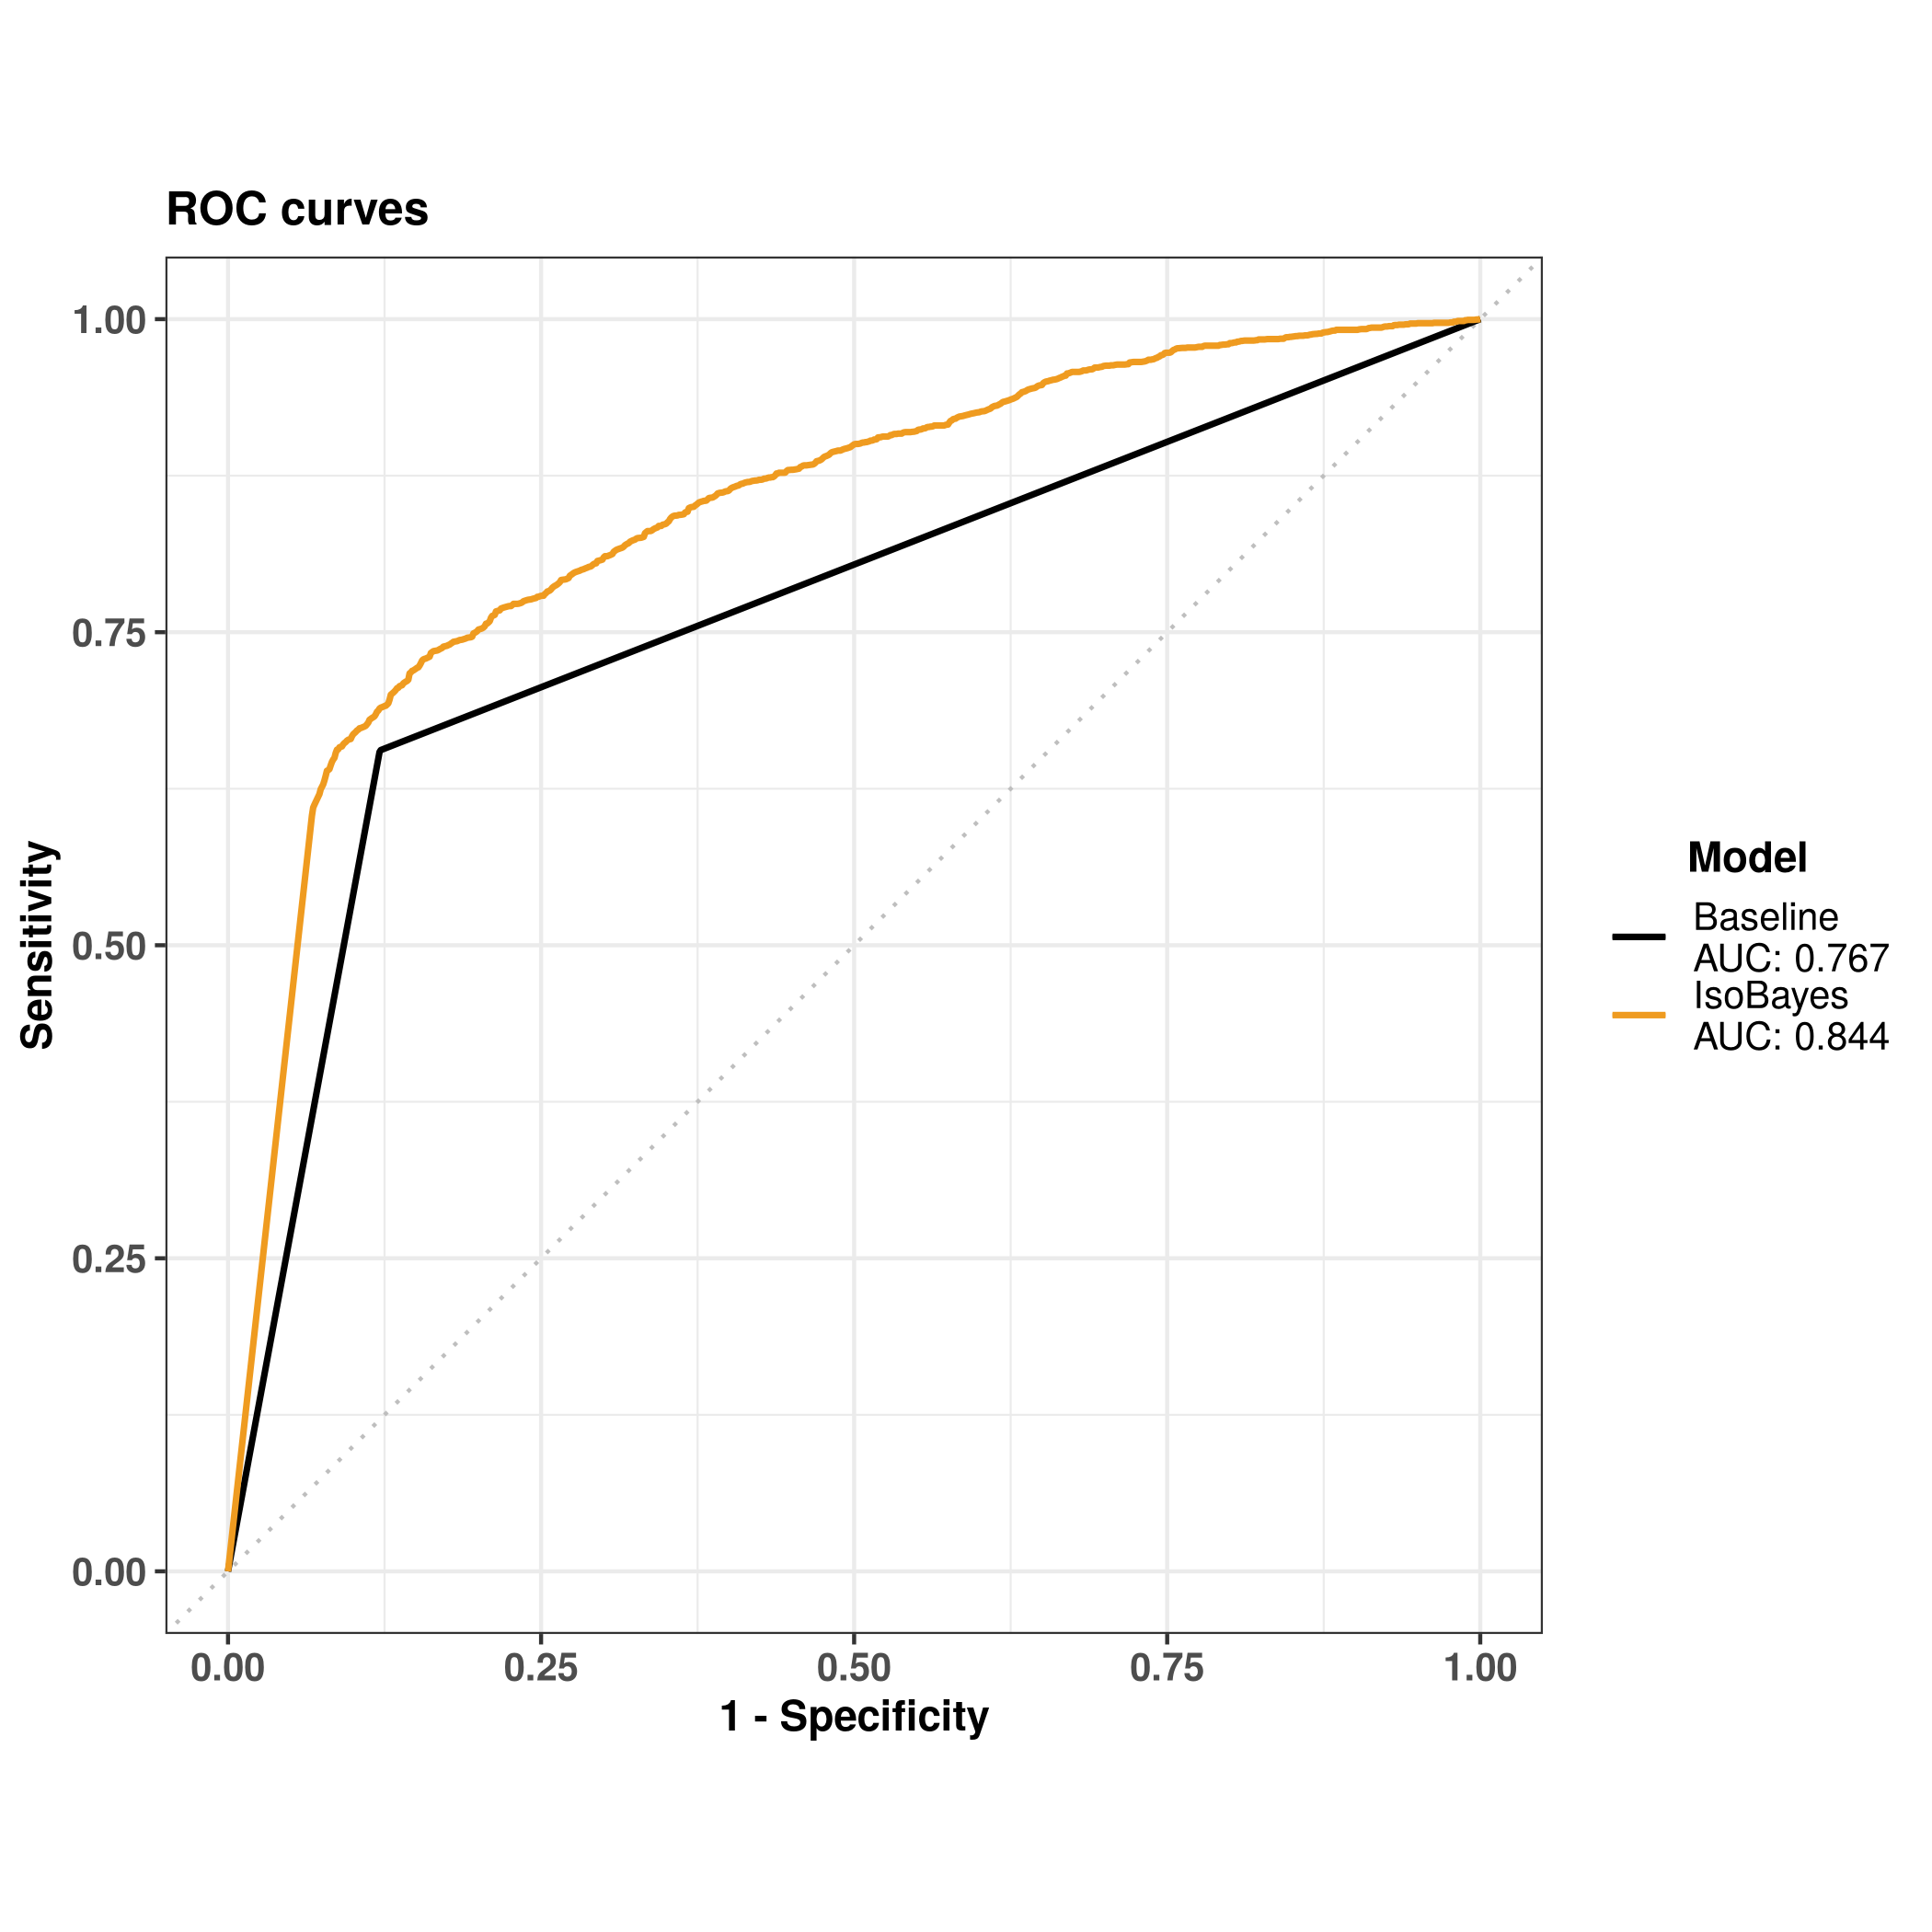 ROC curves
1.00
0.75
0.50
0.25
0.00
Sensitivity
0.00 0.25 0.50 0.75 1.00
1 - Specificity
Model
Baseline
AUC: 0.767
IsoBayes
AUC: 0.844